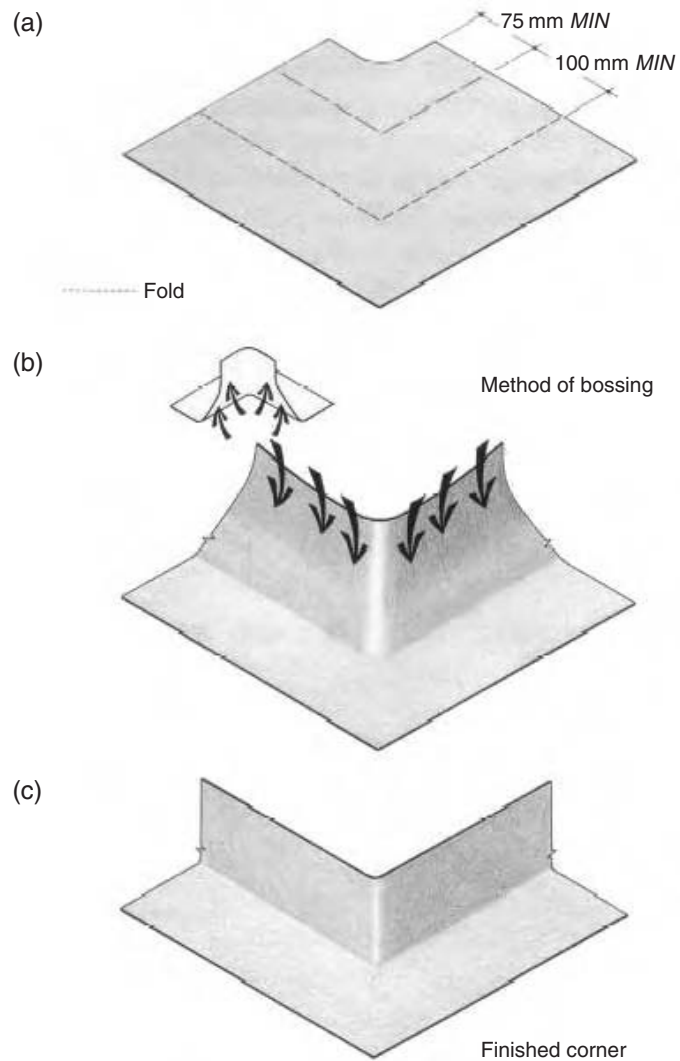 (a)
75 mm MIN
100 mm MIN
Fold
(b)
Method of bossing
(c)
Finished corner